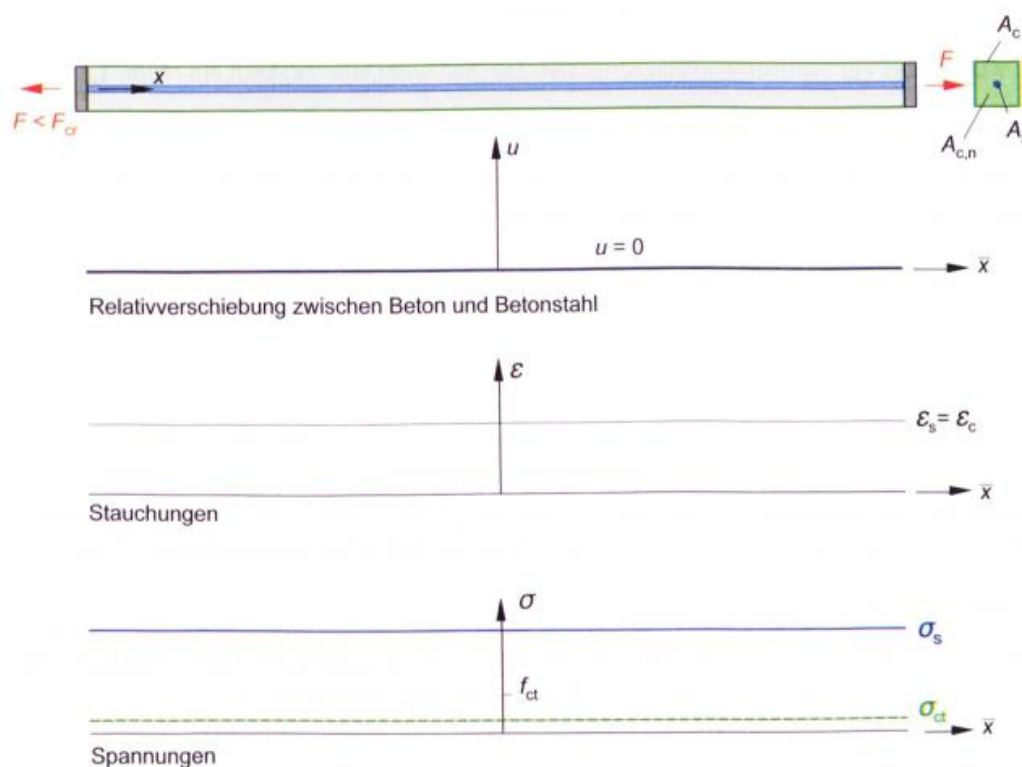 A_c
F
x
F < F_cr
A
A_c,n
u
u = 0
x̄
Relativverschiebung zwischen Beton und Betonstahl
ε
ε_s = ε_c
x̄
Stauchungen
σ
σ_s
f_ct
σ_ct
x̄
Spannungen